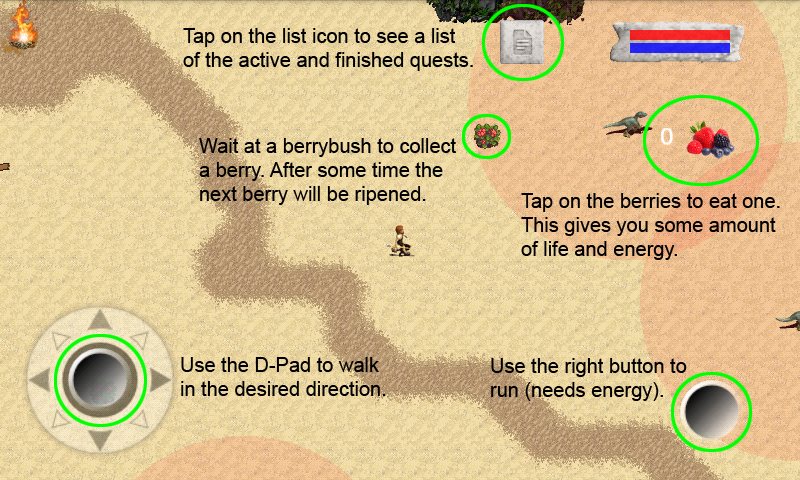 Tap on the list icon to see a list
of the active and finished quests.
Wait at a berrybush to collect
a berry. After some time the
next berry will be ripened.
0
Tap on the berries to eat one.
This gives you some amount
of life and energy.
Use the D-Pad to walk
in the desired direction.
Use the right button to
run (needs energy).